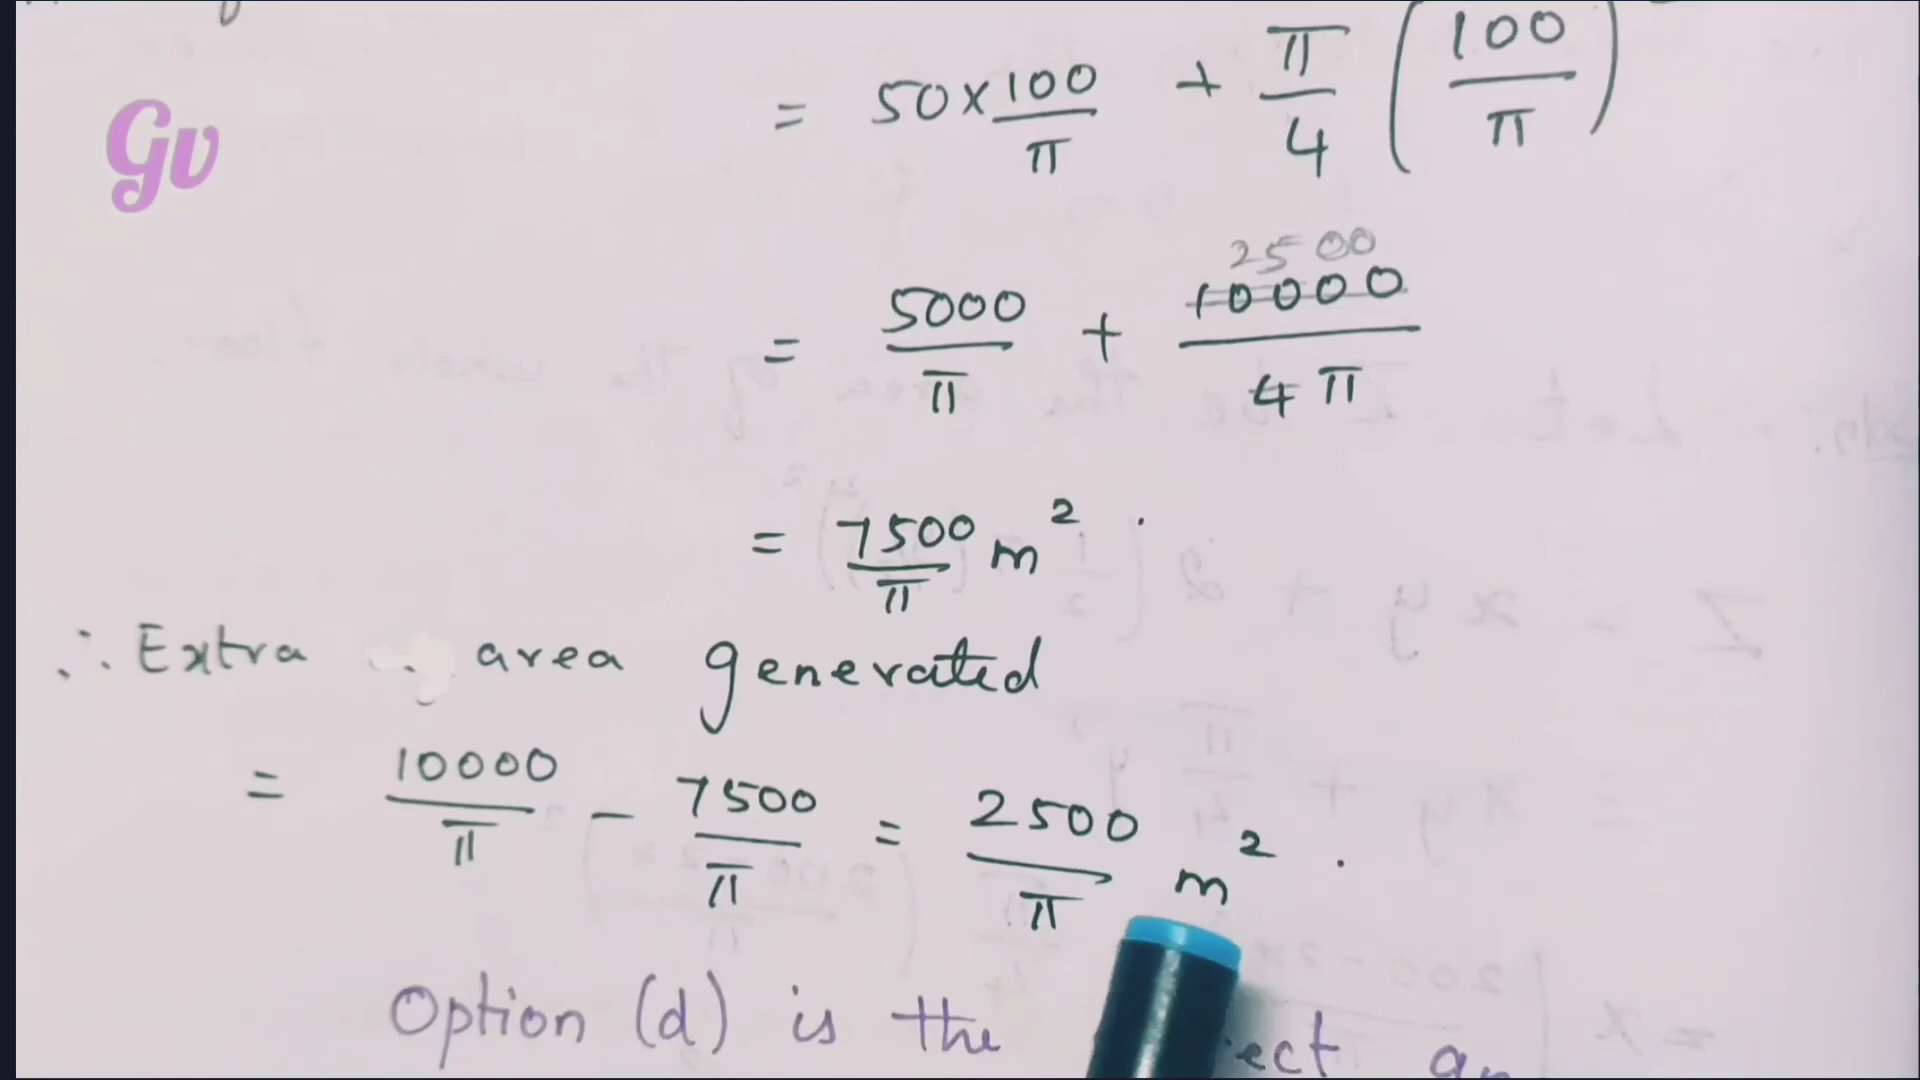 = 50 × 100/π + π/4 (100/π)
Gv
2500
= 5000/π + 10000/4π
= 7500/π m² .
∴ Extra area generated
= 10000/π − 7500/π = 2500/π m² .
Option (d) is the